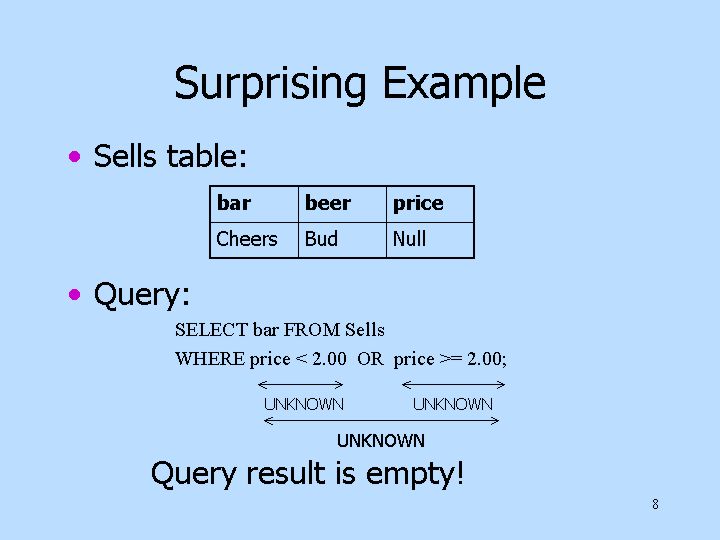 Surprising Example
• Sells table:
bar beer price
Cheers Bud Null
• Query:
SELECT bar FROM Sells
WHERE price < 2.00 OR price >= 2.00;
UNKNOWN UNKNOWN
UNKNOWN
Query result is empty!
8